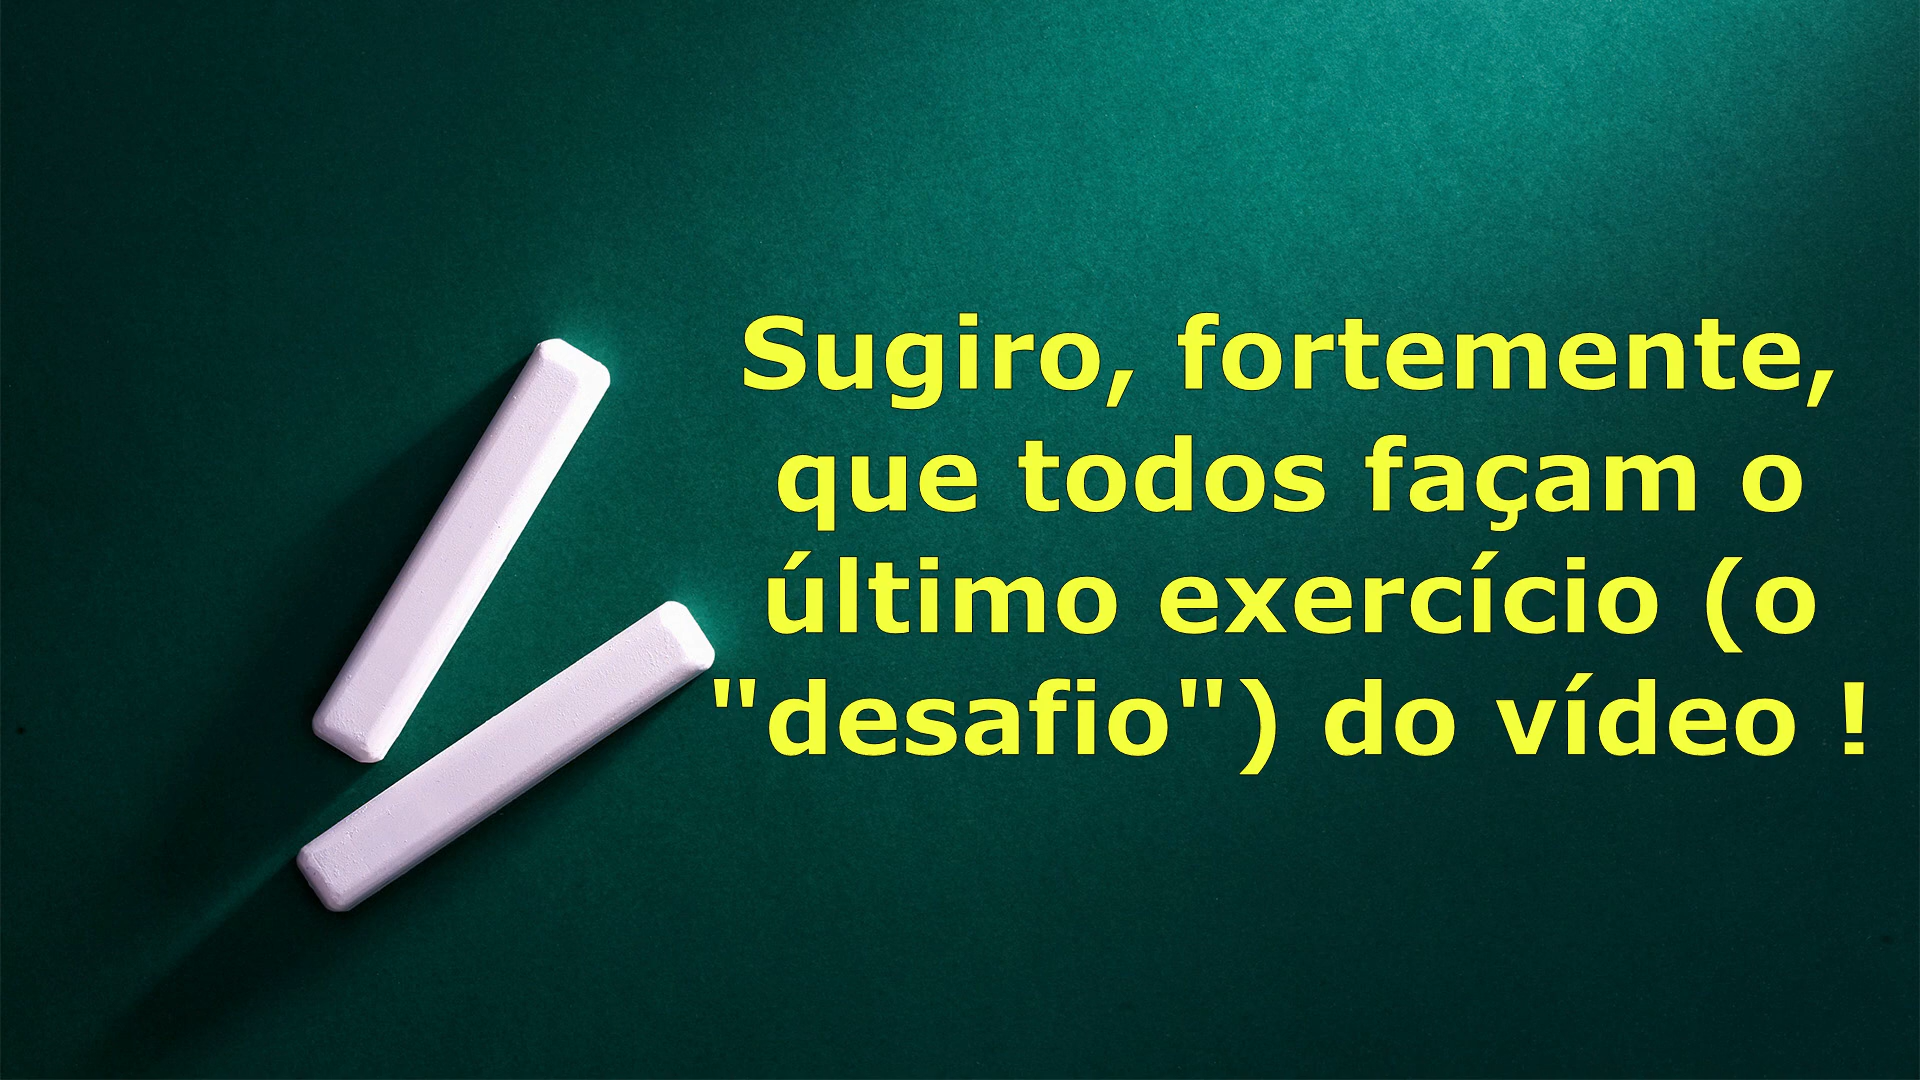 Sugiro, fortemente,
que todos façam o
último exercício (o
"desafio") do vídeo !